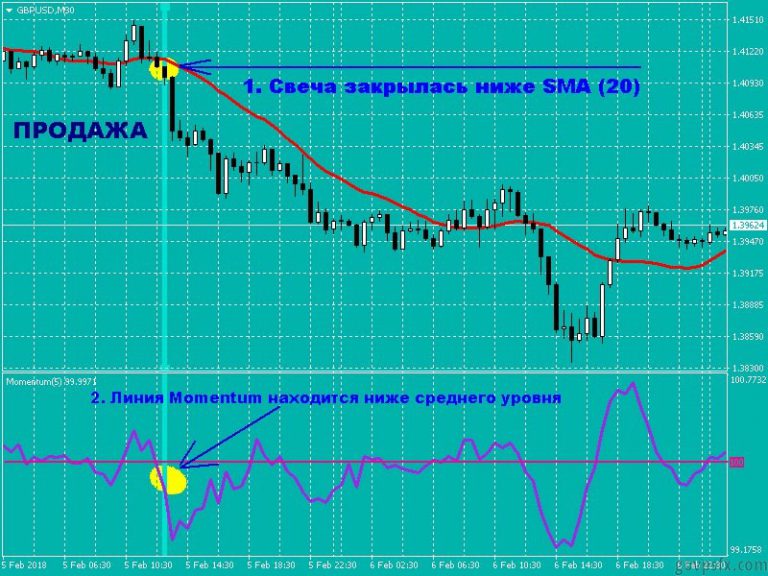 GBPUSD,M30
1.41510
1.41220
1. Свеча закрылась ниже SMA (20)
1.40930
1.40635
ПРОДАЖА
1.40345
1.40055
1.39760
1.39624
1.39470
1.39175
1.38885
1.38590
1.38300
Momentum(5) 99.9971
100.7732
2. Линия Momentum находится ниже среднего уровня
100
99.1758
5 Feb 2018 5 Feb 06:30 5 Feb 10:30 5 Feb 14:30 5 Feb 18:30 5 Feb 22:30 6 Feb 02:30 6 Feb 06:30 6 Feb 10:30 6 Feb 14:30 6 Feb 18:30 6 Feb 22:30